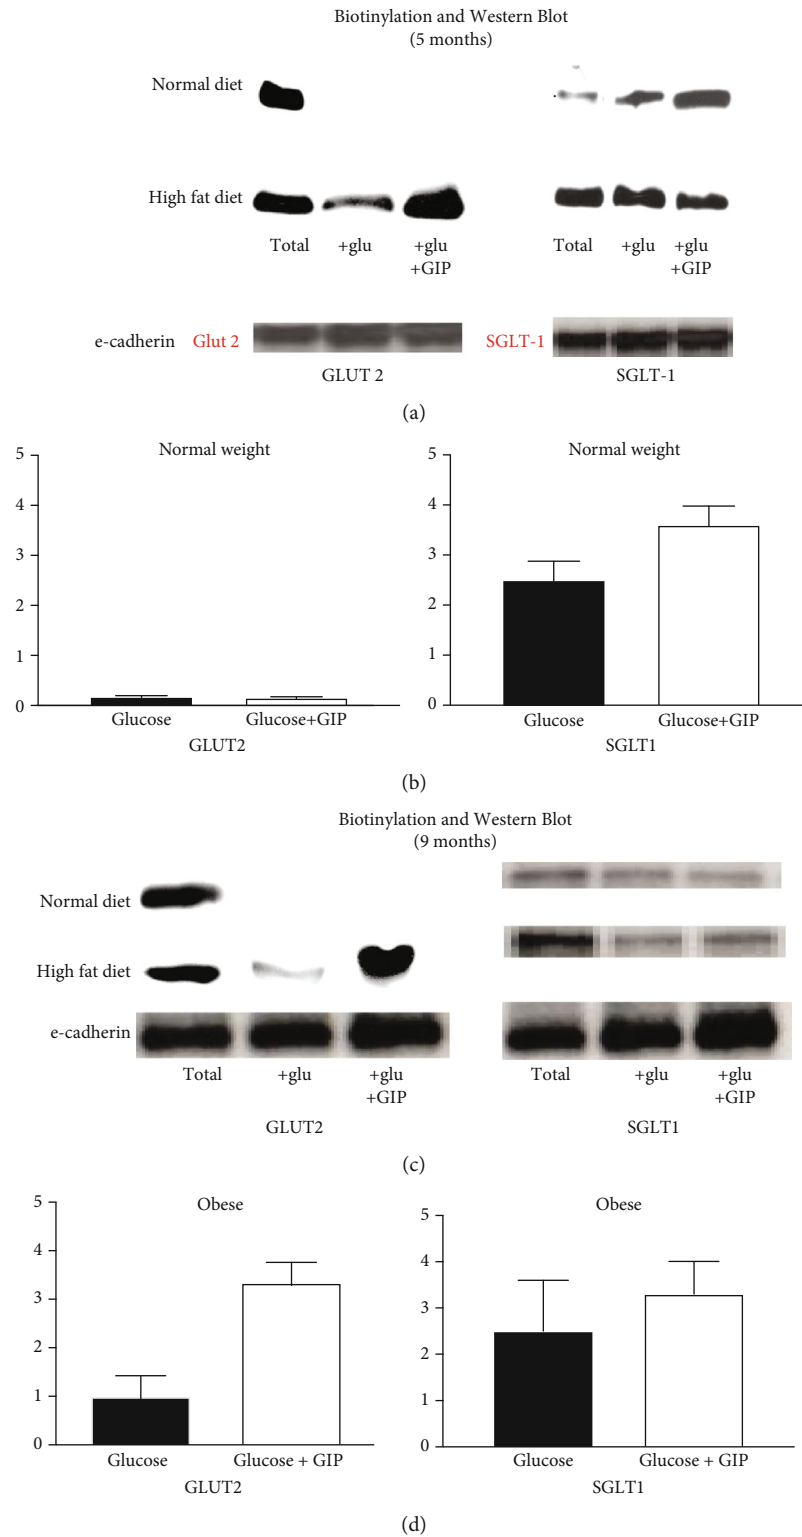 Biotinylation and Western Blot
(5 months)
Normal diet
High fat diet
Total +glu +glu +GIP Total +glu +glu +GIP
e-cadherin Glut 2 SGLT-1
GLUT 2 SGLT-1
(a)
Normal weight Normal weight
5 5
4 4
3 3
2 2
1 1
0 0
Glucose Glucose+GIP Glucose Glucose+GIP
GLUT2 SGLT1
(b)
Biotinylation and Western Blot
(9 months)
Normal diet
High fat diet
e-cadherin
Total +glu +glu +GIP Total +glu +glu +GIP
GLUT2 SGLT1
(c)
Obese Obese
5 5
4 4
3 3
2 2
1 1
0 0
Glucose Glucose + GIP Glucose Glucose + GIP
GLUT2 SGLT1
(d)